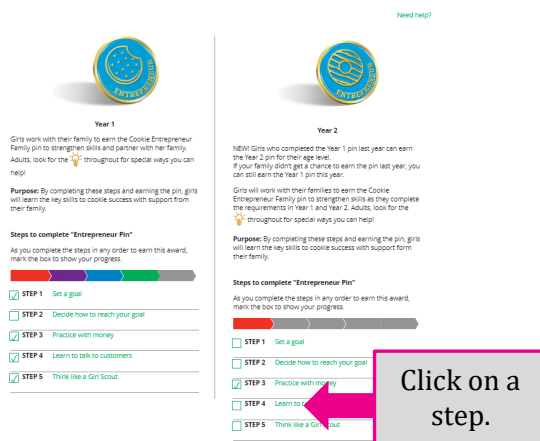 Need help?
ENTREPRENEUR
Year 1
Girls work with their family to earn the Cookie Entrepreneur
Family pin to strengthen skills and partner with her family.
Adults, look for the throughout for special ways you can
help!
Purpose: By completing these steps and earning the pin, girls
will learn the key skills to cookie success with support from
their family.
Steps to complete "Entrepreneur Pin"
As you complete the steps in any order to earn this award,
mark the box to show your progress.
STEP 1 Set a goal
STEP 2 Decide how to reach your goal
STEP 3 Practice with money
STEP 4 Learn to talk to customers
STEP 5 Think like a Girl Scout
ENTREPRENEUR
Year 2
NEW! Girls who completed the Year 1 pin last year can earn
the Year 2 pin for their age level.
If your family didn't get a chance to earn the pin last year, you
can still earn the Year 1 pin this year.
Girls will work with their families to earn the Cookie
Entrepreneur Family pin to strengthen skills as they complete
the requirements in Year 1 and Year 2. Adults, look for the
throughout for special ways you can help!
Purpose: By completing these steps and earning the pin, girls
will learn the key skills to cookie success with support form
their family.
Steps to complete "Entrepreneur Pin"
As you complete the steps in any order to earn this award,
mark the box to show your progress.
STEP 1 Set a goal
STEP 2 Decide how to reach your goal
STEP 3 Practice with money
STEP 4 Learn to
STEP 5 Think like a Girl Scout
Click on a
step.